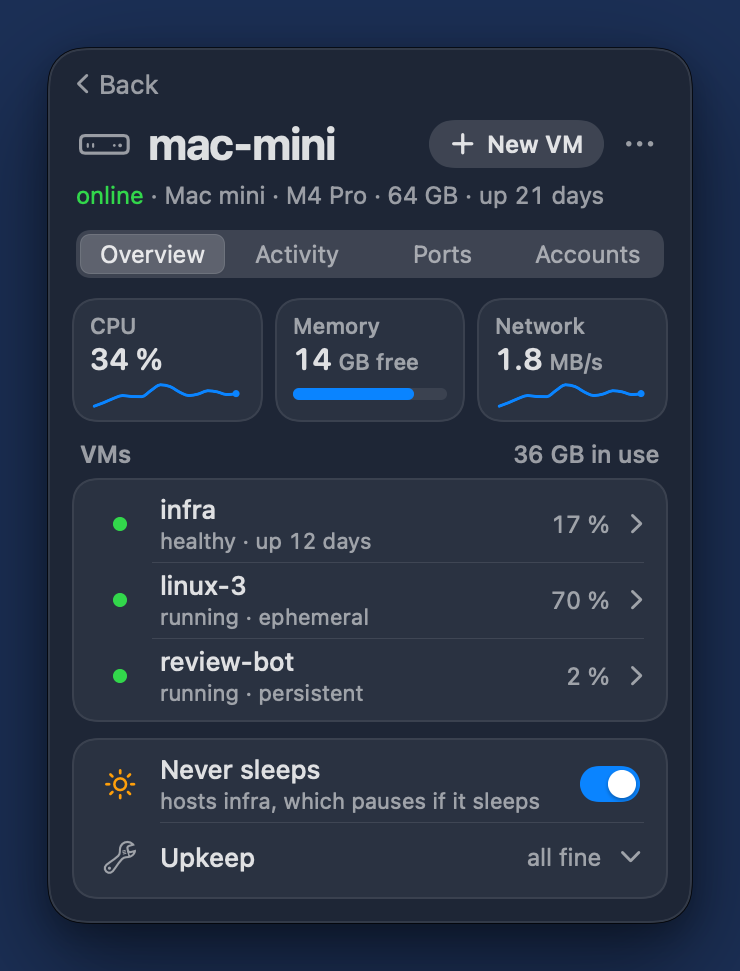 Back
mac-mini
New VM
online · Mac mini · M4 Pro · 64 GB · up 21 days
Overview Activity Ports Accounts
CPU
34 %
Memory
14 GB free
Network
1.8 MB/s
VMs 36 GB in use
infra
healthy · up 12 days
17 %
linux-3
running · ephemeral
70 %
review-bot
running · persistent
2 %
Never sleeps
hosts infra, which pauses if it sleeps
Upkeep all fine